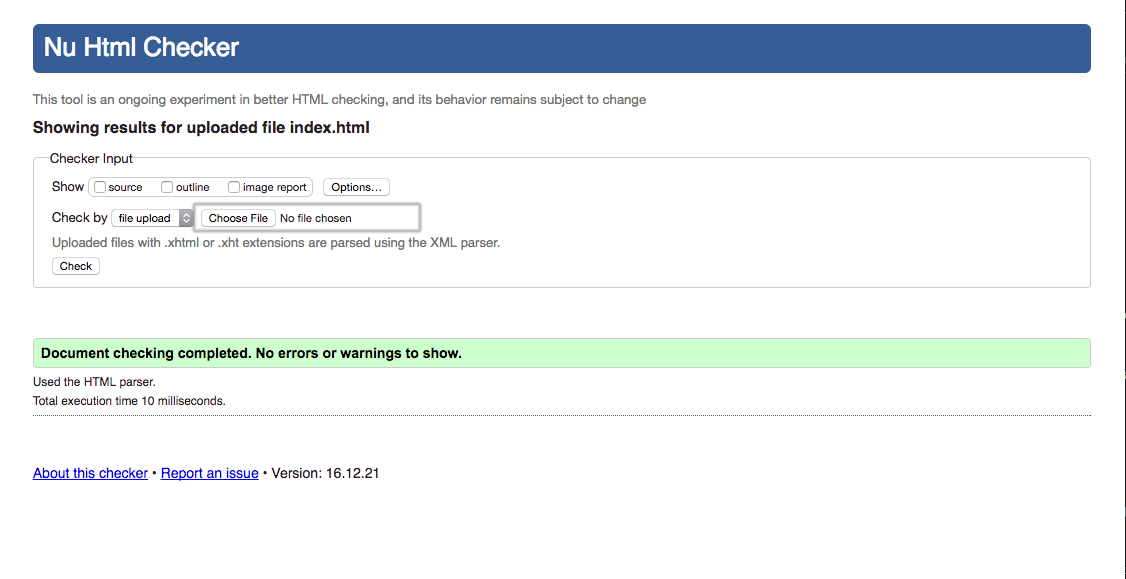 Nu Html Checker
This tool is an ongoing experiment in better HTML checking, and its behavior remains subject to change
Showing results for uploaded file index.html
Checker Input
Show source outline image report Options...
Check by file upload Choose File No file chosen
Uploaded files with .xhtml or .xht extensions are parsed using the XML parser.
Check
Document checking completed. No errors or warnings to show.
Used the HTML parser.
Total execution time 10 milliseconds.
About this checker • Report an issue • Version: 16.12.21